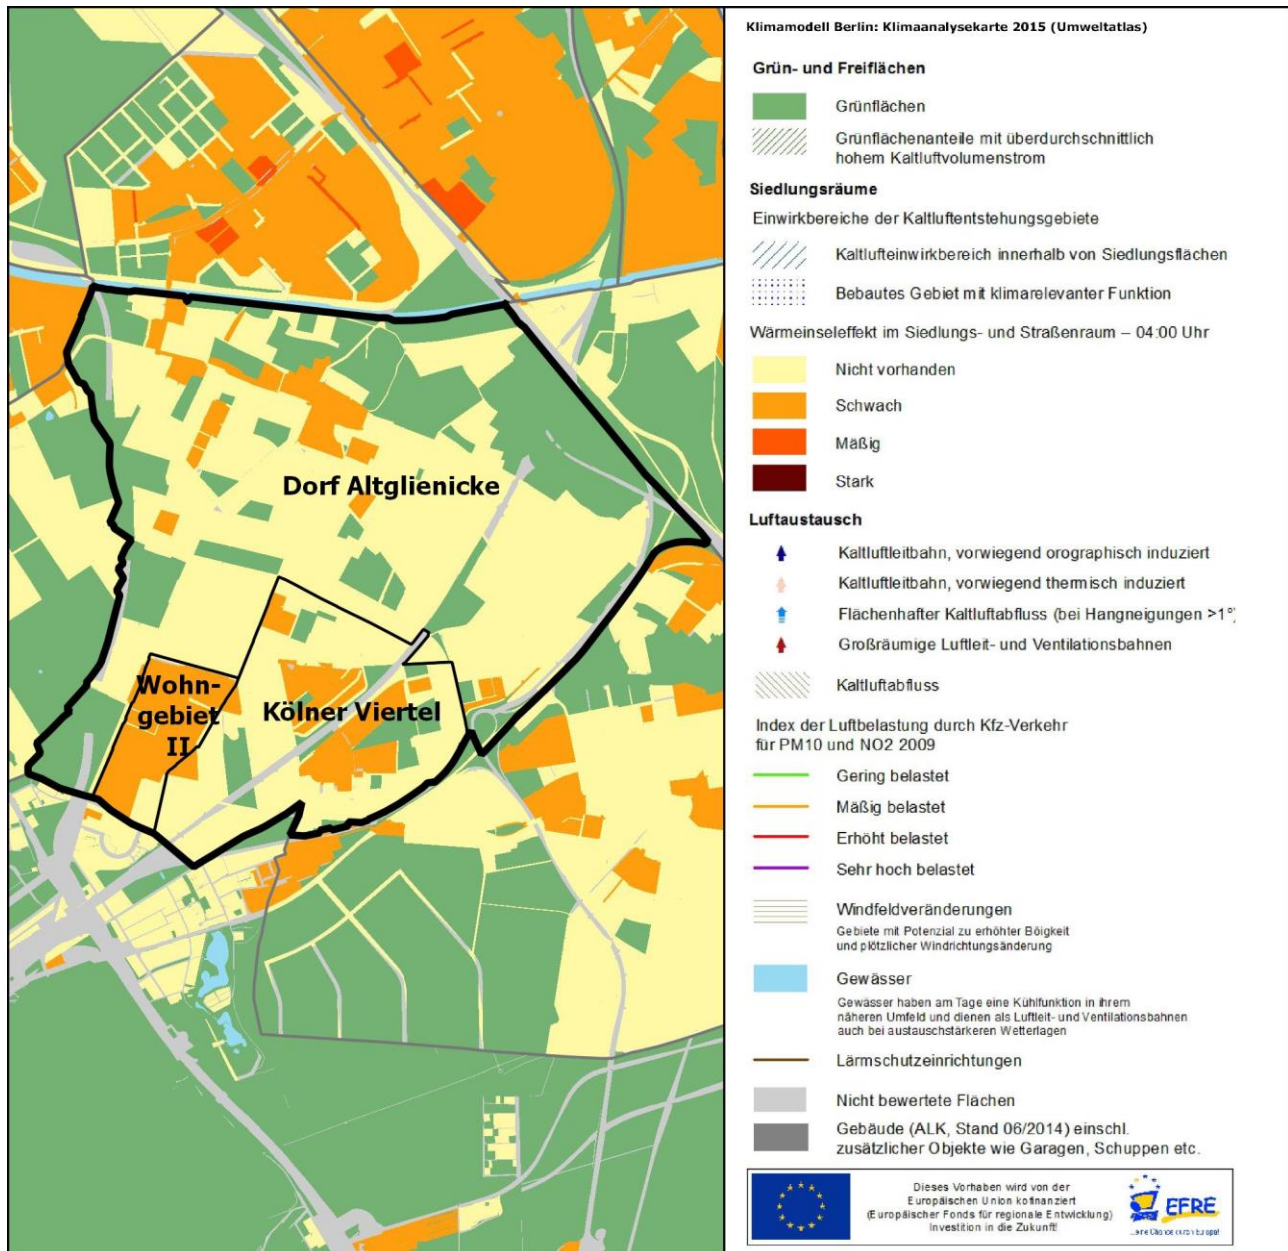 Klimamodell Berlin: Klimaanalysekarte 2015 (Umweltatlas)
Grün- und Freiflächen
Grünflächen
Grünflächenanteile mit überdurchschnittlich
hohem Kaltluftvolumenstrom
Siedlungsräume
Einwirkbereiche der Kaltluftentstehungsgebiete
Kaltlufteinwirkbereich innerhalb von Siedlungsflächen
Bebautes Gebiet mit klimarelevanter Funktion
Wärmeinseleffekt im Siedlungs- und Straßenraum – 04:00 Uhr
Nicht vorhanden
Schwach
Mäßig
Stark
Luftaustausch
Kaltluftleitbahn, vorwiegend orographisch induziert
Kaltluftleitbahn, vorwiegend thermisch induziert
Flächenhafter Kaltluftabfluss (bei Hangneigungen >1°)
Großräumige Luftleit- und Ventilationsbahnen
Kaltluftabfluss
Index der Luftbelastung durch Kfz-Verkehr
für PM10 und NO2 2009
Gering belastet
Mäßig belastet
Erhöht belastet
Sehr hoch belastet
Windfeldveränderungen
Gebiete mit Potenzial zu erhöhter Böigkeit
und plötzlicher Windrichtungsänderung
Gewässer
Gewässer haben am Tage eine Kühlfunktion in ihrem
näheren Umfeld und dienen als Luftleit- und Ventilationsbahnen
auch bei austauschstärkeren Wetterlagen
Lärmschutzeinrichtungen
Nicht bewertete Flächen
Gebäude (ALK, Stand 06/2014) einschl.
zusätzlicher Objekte wie Garagen, Schuppen etc.
Dieses Vorhaben wird von der
Europäischen Union kofinanziert
(Europäischer Fonds für regionale Entwicklung)
Investition in die Zukunft!
EFRE
...eine Chance durch Europa!
Dorf Altglienicke
Wohn-
gebiet
II
Kölner Viertel